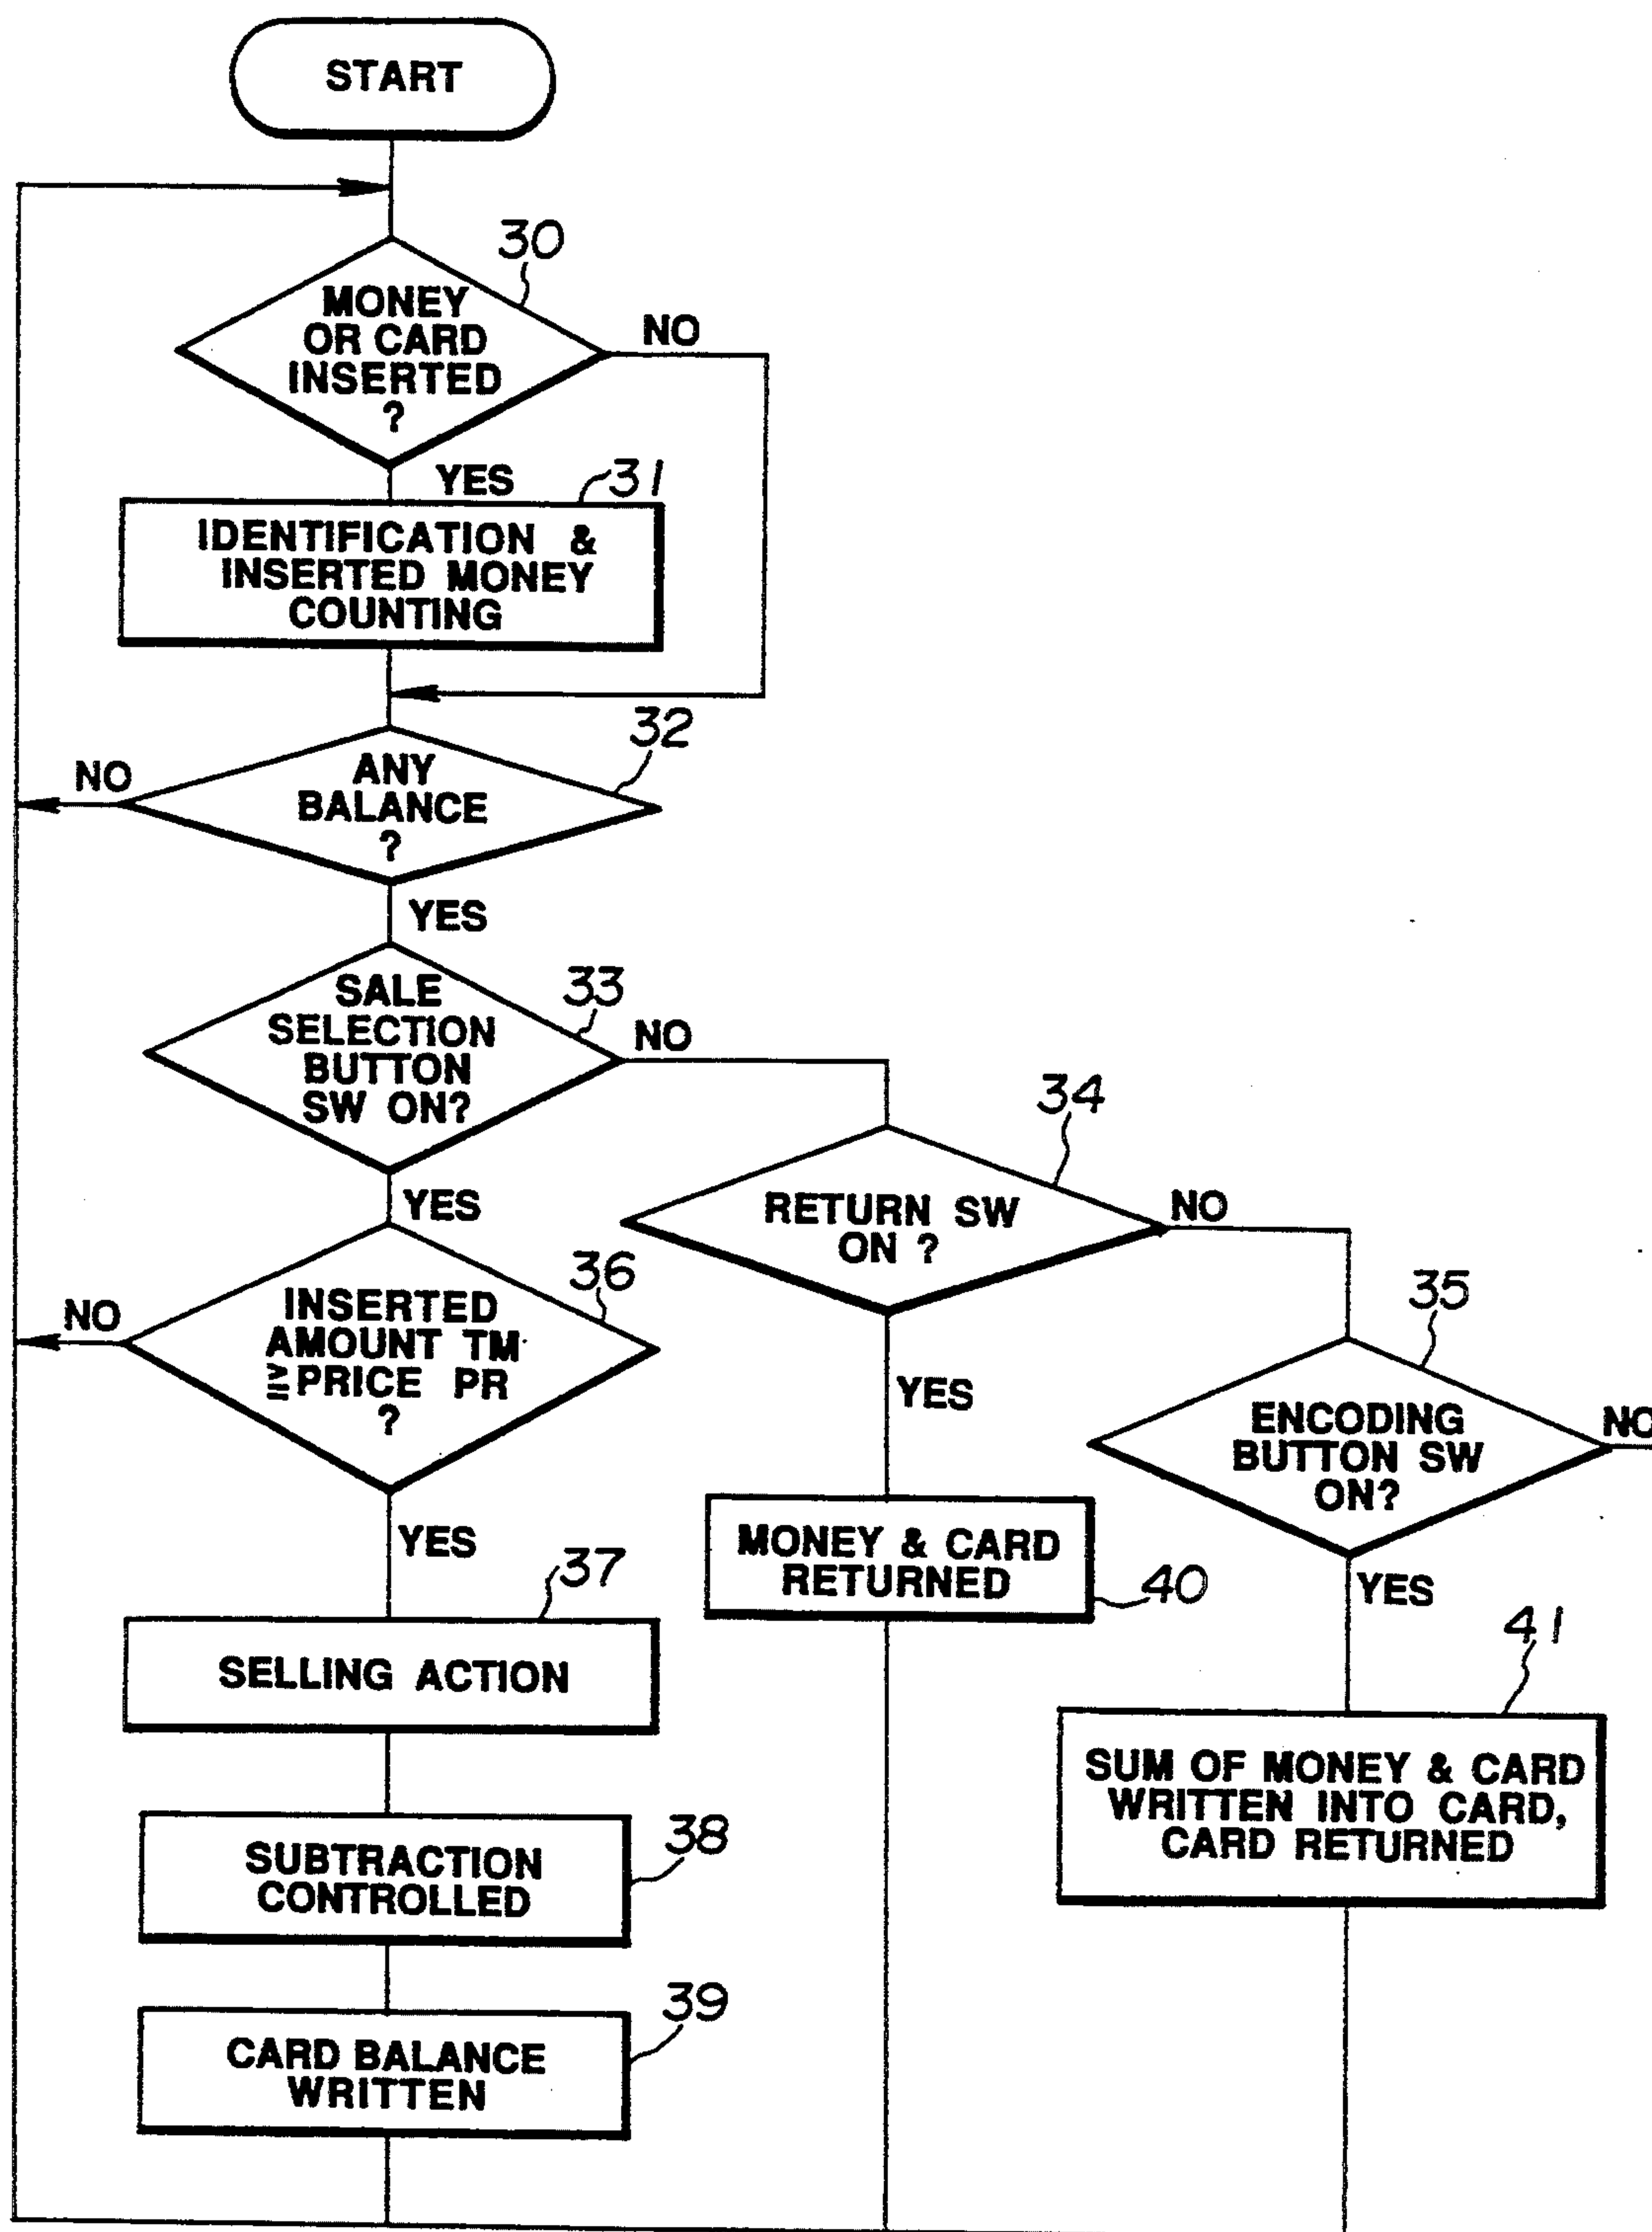 START
30
MONEY
OR CARD
INSERTED
?
NO
YES
31
IDENTIFICATION &
INSERTED MONEY
COUNTING
32
ANY
BALANCE
?
NO
YES
33
SALE
SELECTION
BUTTON
SW ON?
NO
YES
34
RETURN SW
ON ?
NO
YES
35
ENCODING
BUTTON SW
ON?
NO
YES
36
INSERTED
AMOUNT TM
≧PRICE PR
?
NO
YES
37
SELLING ACTION
38
SUBTRACTION
CONTROLLED
39
CARD BALANCE
WRITTEN
MONEY & CARD
RETURNED
40
41
SUM OF MONEY & CARD
WRITTEN INTO CARD,
CARD RETURNED